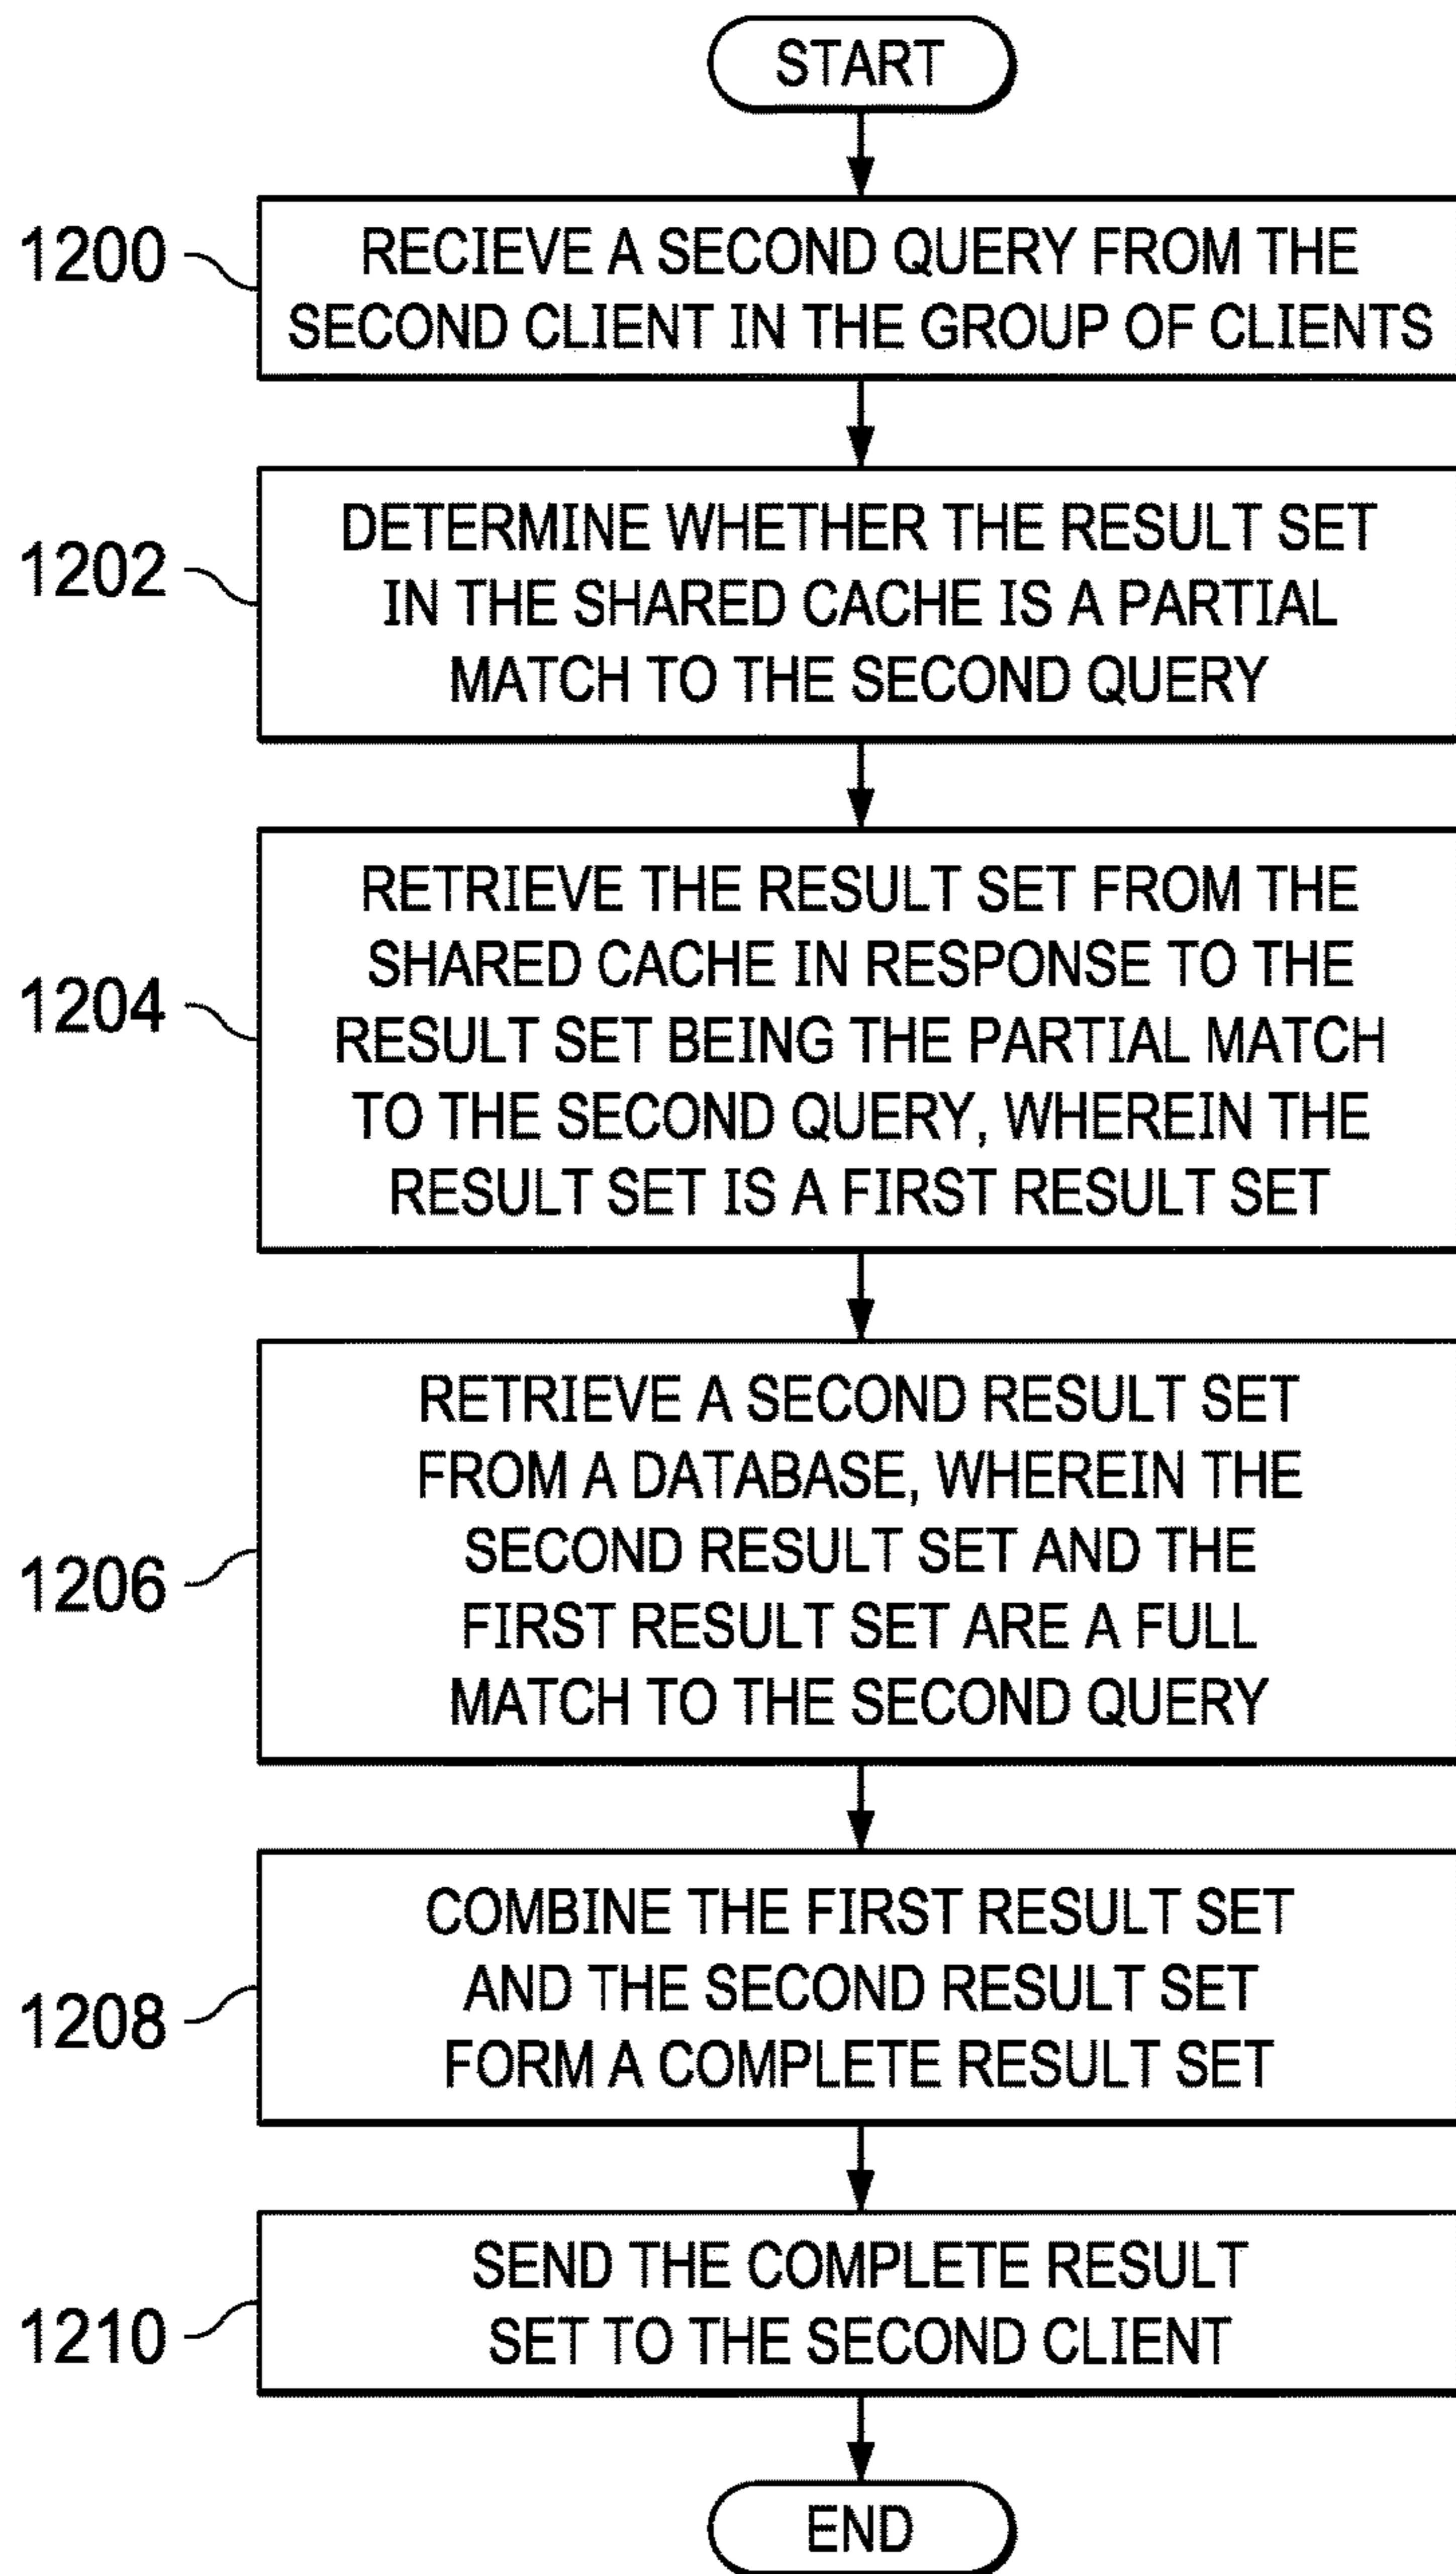 START
1200
RECIEVE A SECOND QUERY FROM THE
SECOND CLIENT IN THE GROUP OF CLIENTS
1202
DETERMINE WHETHER THE RESULT SET
IN THE SHARED CACHE IS A PARTIAL
MATCH TO THE SECOND QUERY
1204
RETRIEVE THE RESULT SET FROM THE
SHARED CACHE IN RESPONSE TO THE
RESULT SET BEING THE PARTIAL MATCH
TO THE SECOND QUERY, WHEREIN THE
RESULT SET IS A FIRST RESULT SET
1206
RETRIEVE A SECOND RESULT SET
FROM A DATABASE, WHEREIN THE
SECOND RESULT SET AND THE
FIRST RESULT SET ARE A FULL
MATCH TO THE SECOND QUERY
1208
COMBINE THE FIRST RESULT SET
AND THE SECOND RESULT SET
FORM A COMPLETE RESULT SET
1210
SEND THE COMPLETE RESULT
SET TO THE SECOND CLIENT
END